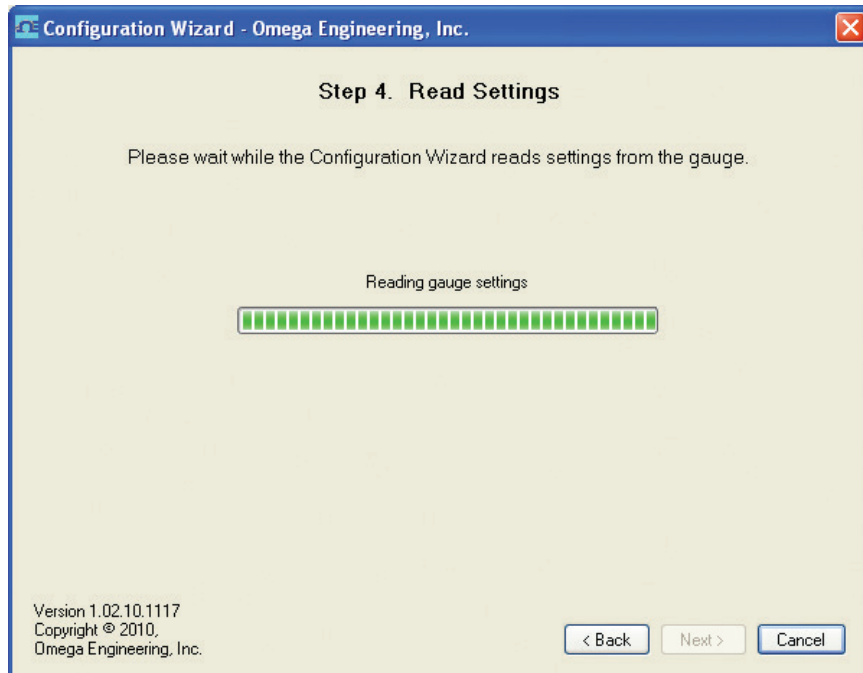 Configuration Wizard - Omega Engineering, Inc.
Step 4. Read Settings
Please wait while the Configuration Wizard reads settings from the gauge.
Reading gauge settings
Version 1.02.10.1117
Copyright © 2010,
Omega Engineering, Inc.
< Back Next > Cancel